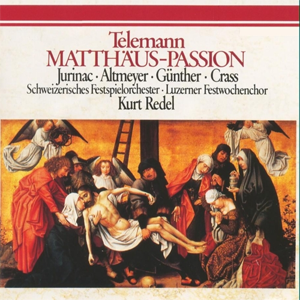 Telemann
MATTHÄUS-PASSION
Jurinac · Altmeyer · Günther · Crass
Schweizerisches Festspielorchester · Luzerner Festwochenchor
Kurt Redel